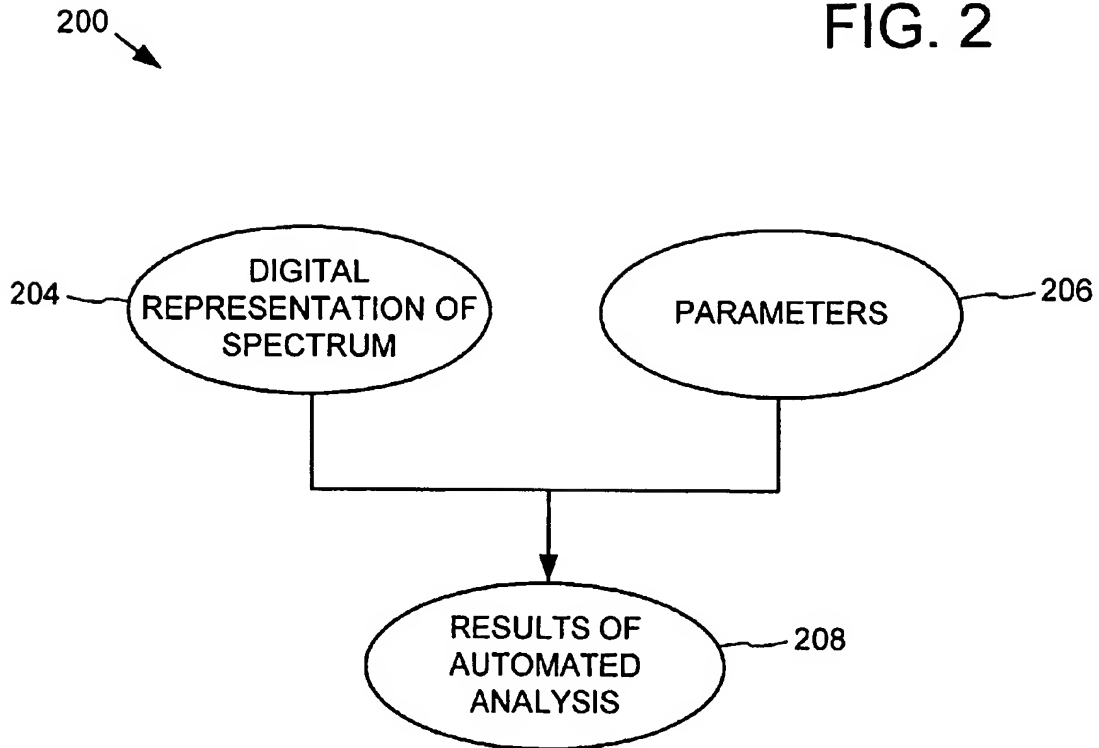 200
FIG. 2
204
DIGITAL
REPRESENTATION OF
SPECTRUM
PARAMETERS
206
RESULTS OF
AUTOMATED
ANALYSIS
208